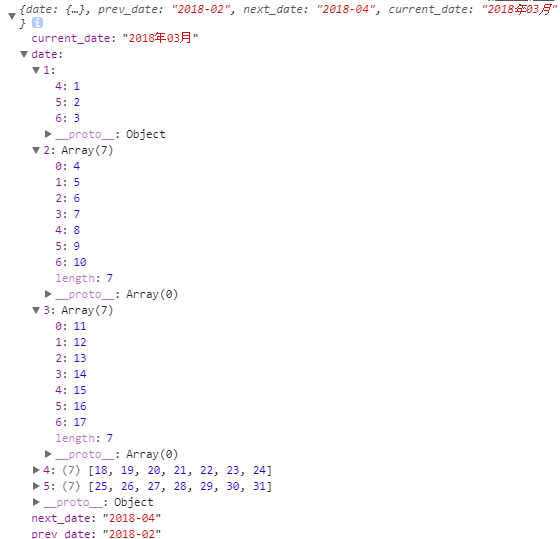 {date: {…}, prev_date: "2018-02", next_date: "2018-04", current_date: "2018年03月"
} i
current_date: "2018年03月"
date:
1:
4: 1
5: 2
6: 3
__proto__: Object
2: Array(7)
0: 4
1: 5
2: 6
3: 7
4: 8
5: 9
6: 10
length: 7
__proto__: Array(0)
3: Array(7)
0: 11
1: 12
2: 13
3: 14
4: 15
5: 16
6: 17
length: 7
__proto__: Array(0)
4: (7) [18, 19, 20, 21, 22, 23, 24]
5: (7) [25, 26, 27, 28, 29, 30, 31]
__proto__: Object
next_date: "2018-04"
prev_date: "2018-02"